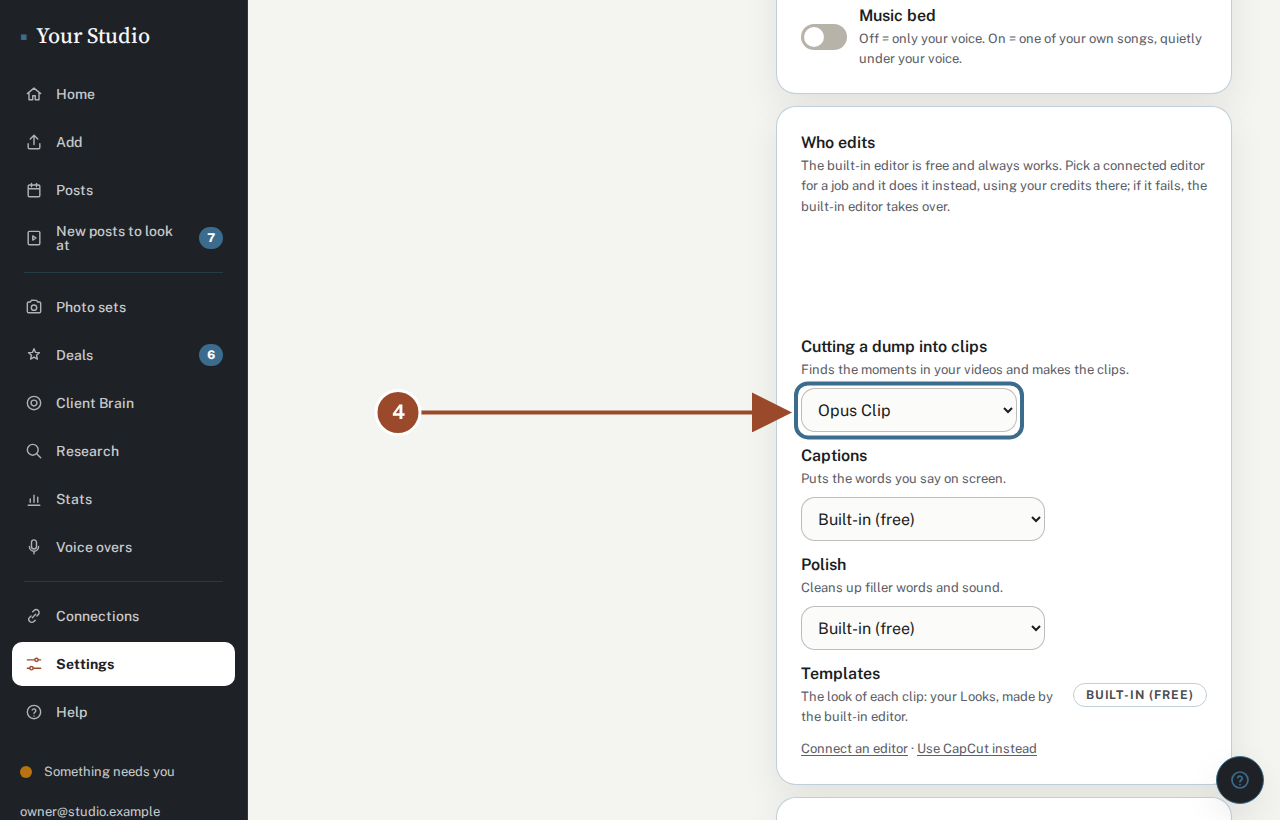 Your Studio
Home
Add
Posts
New posts to look
at
7
Photo sets
Deals
6
Client Brain
Research
Stats
Voice overs
Connections
Settings
Help
Something needs you
owner@studio.example
Music bed
Off = only your voice. On = one of your own songs, quietly
under your voice.
Who edits
The built-in editor is free and always works. Pick a connected editor
for a job and it does it instead, using your credits there; if it fails, the
built-in editor takes over.
Cutting a dump into clips
Finds the moments in your videos and makes the clips.
4
Opus Clip
Captions
Puts the words you say on screen.
Built-in (free)
Polish
Cleans up filler words and sound.
Built-in (free)
Templates
The look of each clip: your Looks, made by
the built-in editor.
BUILT-IN (FREE)
Connect an editor · Use CapCut instead